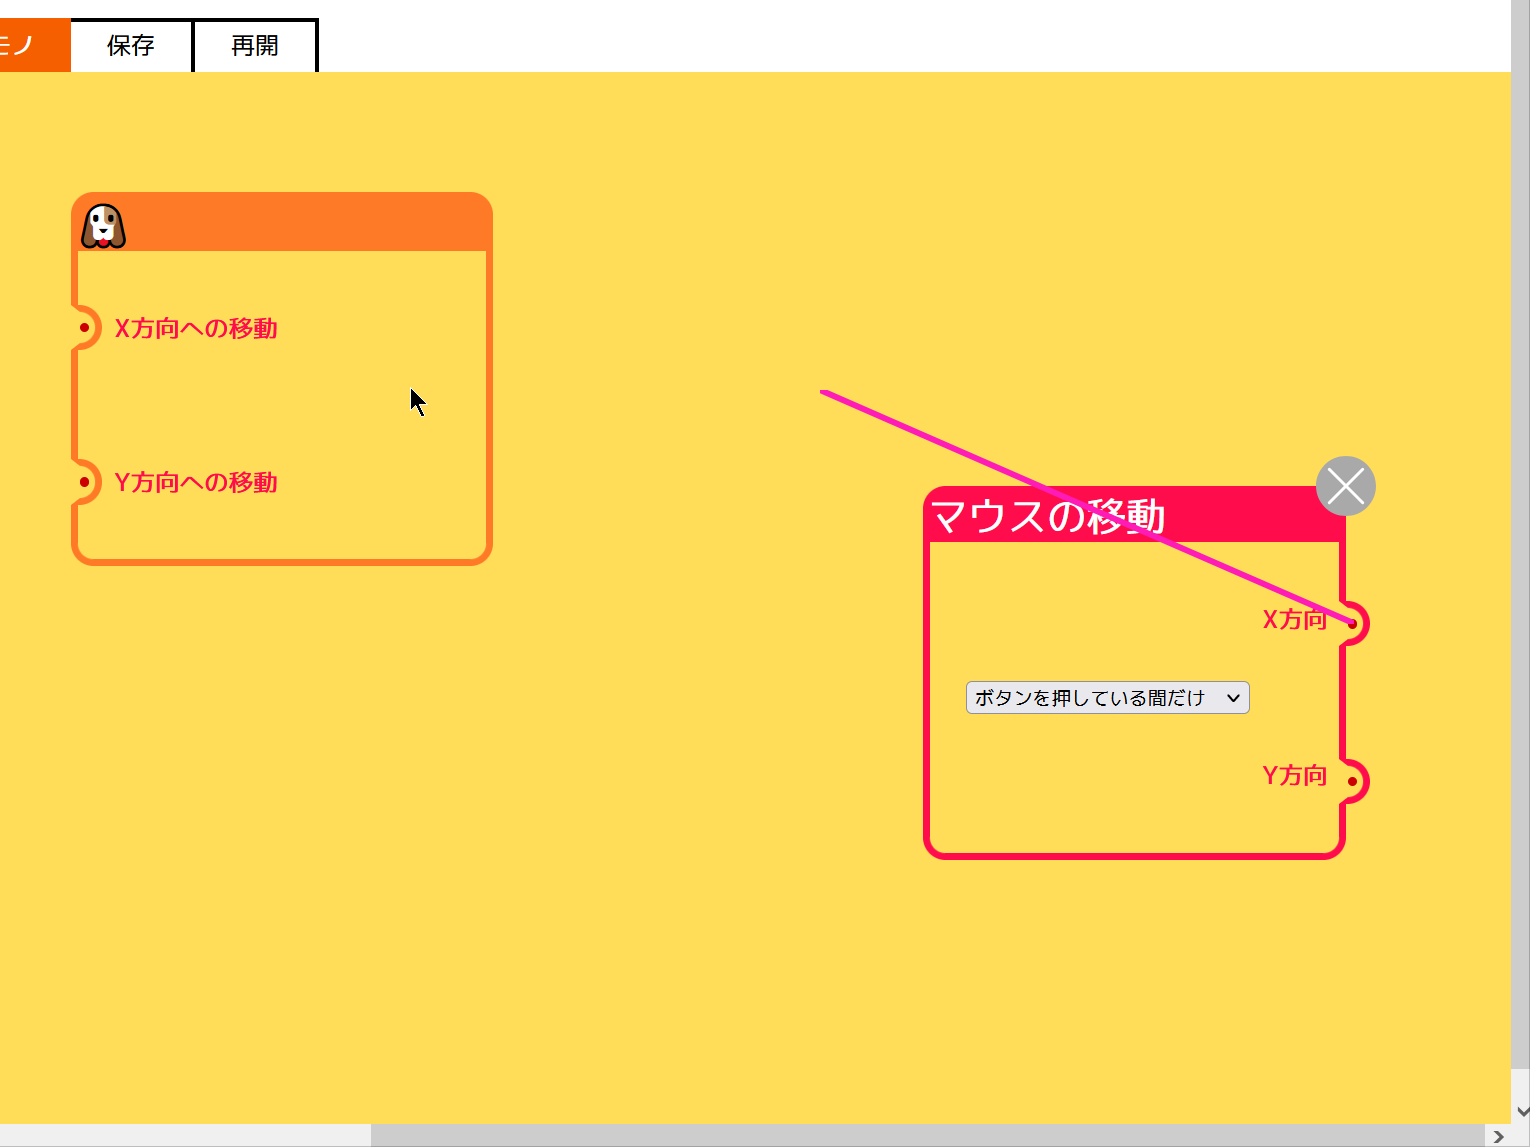 モノ
保存
再開
X方向への移動
Y方向への移動
マウスの移動
X方向
ボタンを押している間だけ
Y方向